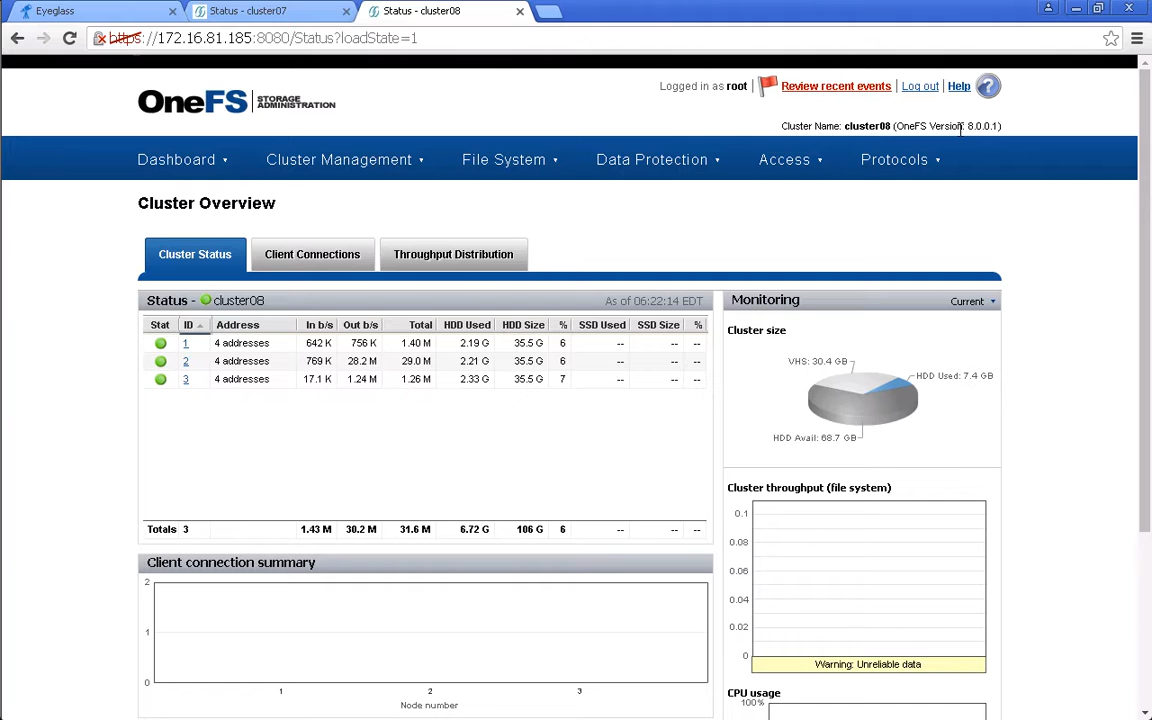 Eyeglass
Status - cluster07
Status - cluster08
https://172.16.81.185:8080/Status?loadState=1
OneFS STORAGE ADMINISTRATION
Logged in as root Review recent events Log out Help ?
Cluster Name: cluster08 (OneFS Version: 8.0.0.1)
Dashboard Cluster Management File System Data Protection Access Protocols
Cluster Overview
Cluster Status Client Connections Throughput Distribution
Status - cluster08 As of 06:22:14 EDT
Stat ID Address In b/s Out b/s Total HDD Used HDD Size % SSD Used SSD Size %
1 4 addresses 642 K 756 K 1.40 M 2.19 G 35.5 G 6 -- -- --
2 4 addresses 769 K 28.2 M 29.0 M 2.21 G 35.5 G 6 -- -- --
3 4 addresses 17.1 K 1.24 M 1.26 M 2.33 G 35.5 G 7 -- -- --
Totals 3 1.43 M 30.2 M 31.6 M 6.72 G 106 G 6 -- -- --
Client connection summary
2
1
0
1 2 3
Node number
Monitoring Current
Cluster size
VHS: 30.4 GB
HDD Used: 7.4 GB
HDD Avail: 68.7 GB
Cluster throughput (file system)
0.1
0.08
0.06
0.04
0.02
0
Warning: Unreliable data
CPU usage
100%